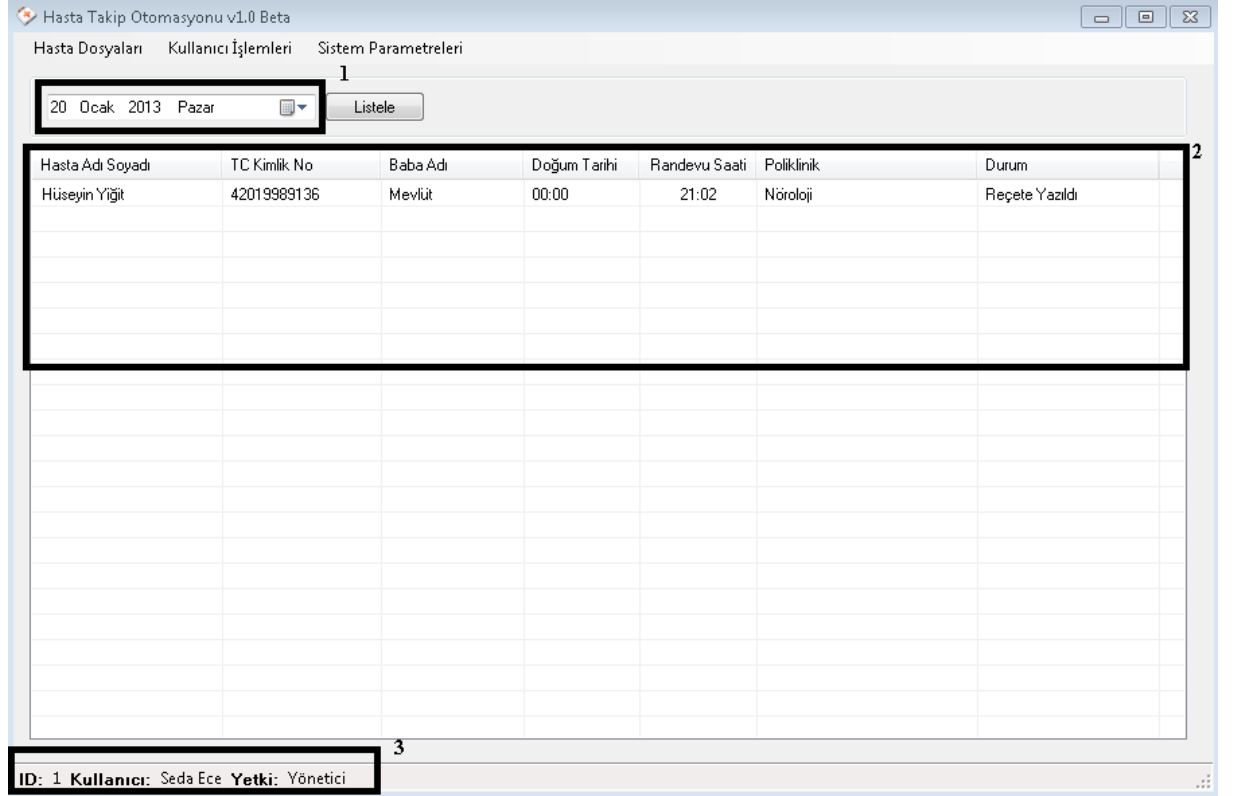 Hasta Takip Otomasyonu v1.0 Beta
Hasta Dosyaları Kullanıcı İşlemleri Sistem Parametreleri
1
20 Ocak 2013 Pazar Listele
2
Hasta Adı Soyadı TC Kimlik No Baba Adı Doğum Tarihi Randevu Saati Poliklinik Durum
Hüseyin Yiğit 42019989136 Mevlüt 00:00 21:02 Nöroloji Reçete Yazıldı
3
ID: 1 Kullanıcı: Seda Ece Yetki: Yönetici